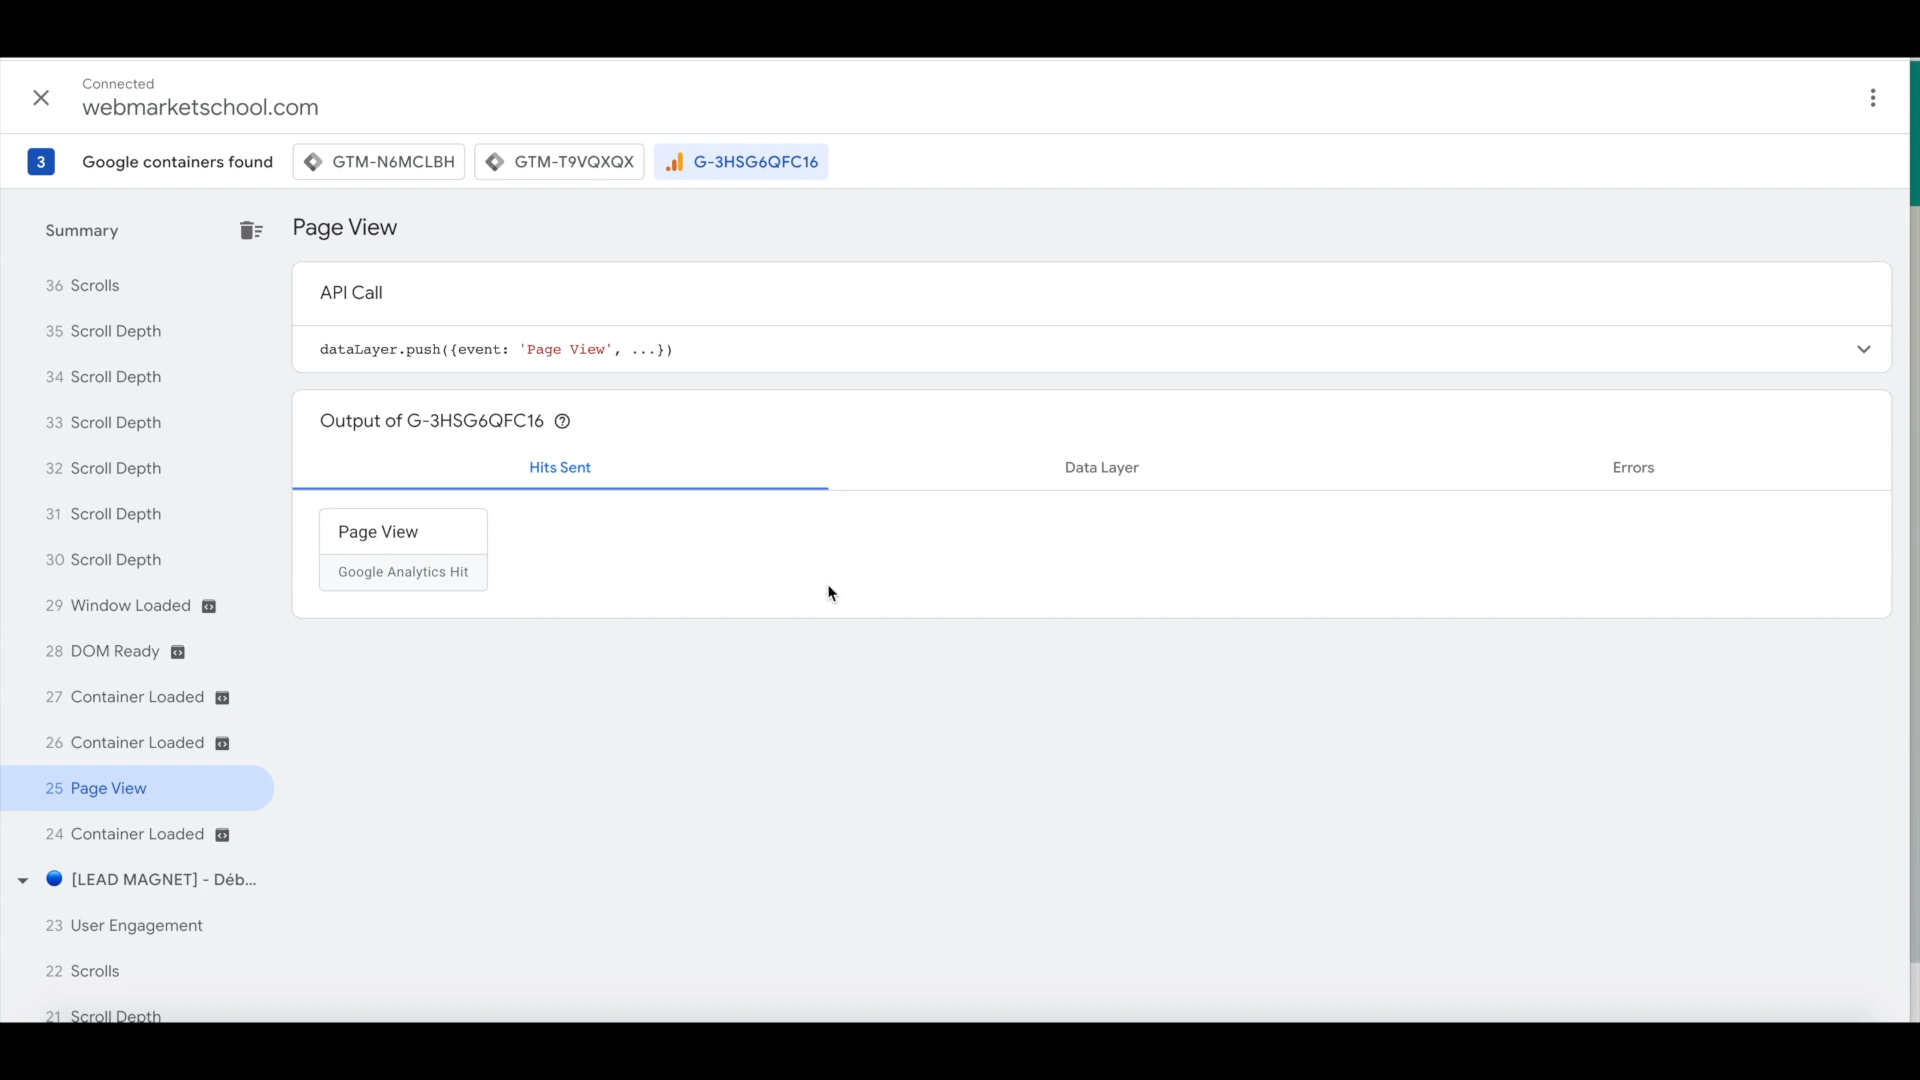 Connected
webmarketschool.com
3 Google containers found GTM-N6MCLBH GTM-T9VQXQX G-3HSG6QFC16
Summary
36 Scrolls
35 Scroll Depth
34 Scroll Depth
33 Scroll Depth
32 Scroll Depth
31 Scroll Depth
30 Scroll Depth
29 Window Loaded
28 DOM Ready
27 Container Loaded
26 Container Loaded
25 Page View
24 Container Loaded
[LEAD MAGNET] - Déb...
23 User Engagement
22 Scrolls
21 Scroll Depth
Page View
API Call
dataLayer.push({event: 'Page View', ...})
Output of G-3HSG6QFC16
Hits Sent Data Layer Errors
Page View
Google Analytics Hit